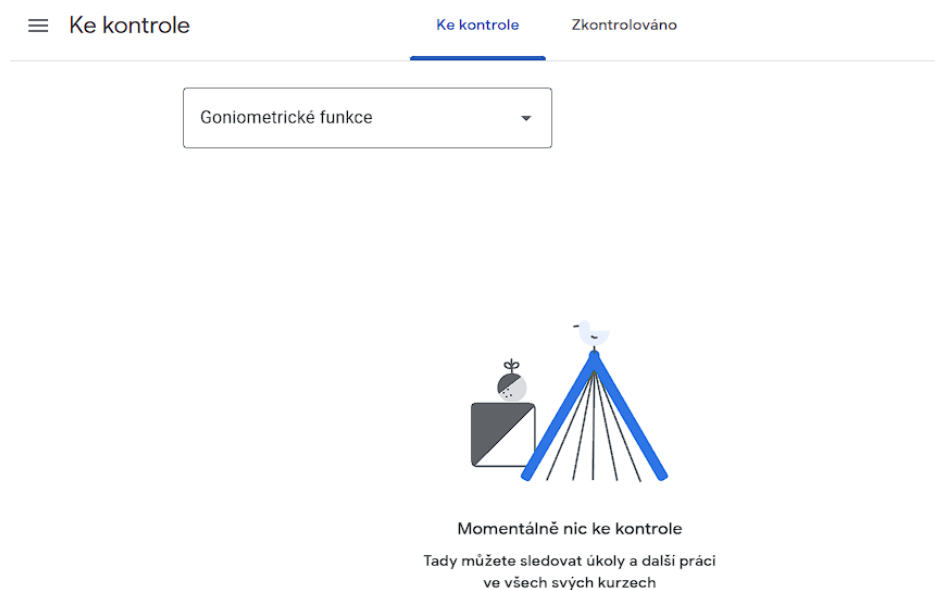 Ke kontrole
Ke kontrole
Zkontrolováno
Goniometrické funkce
Momentálně nic ke kontrole
Tady můžete sledovat úkoly a další práci
ve všech svých kurzech